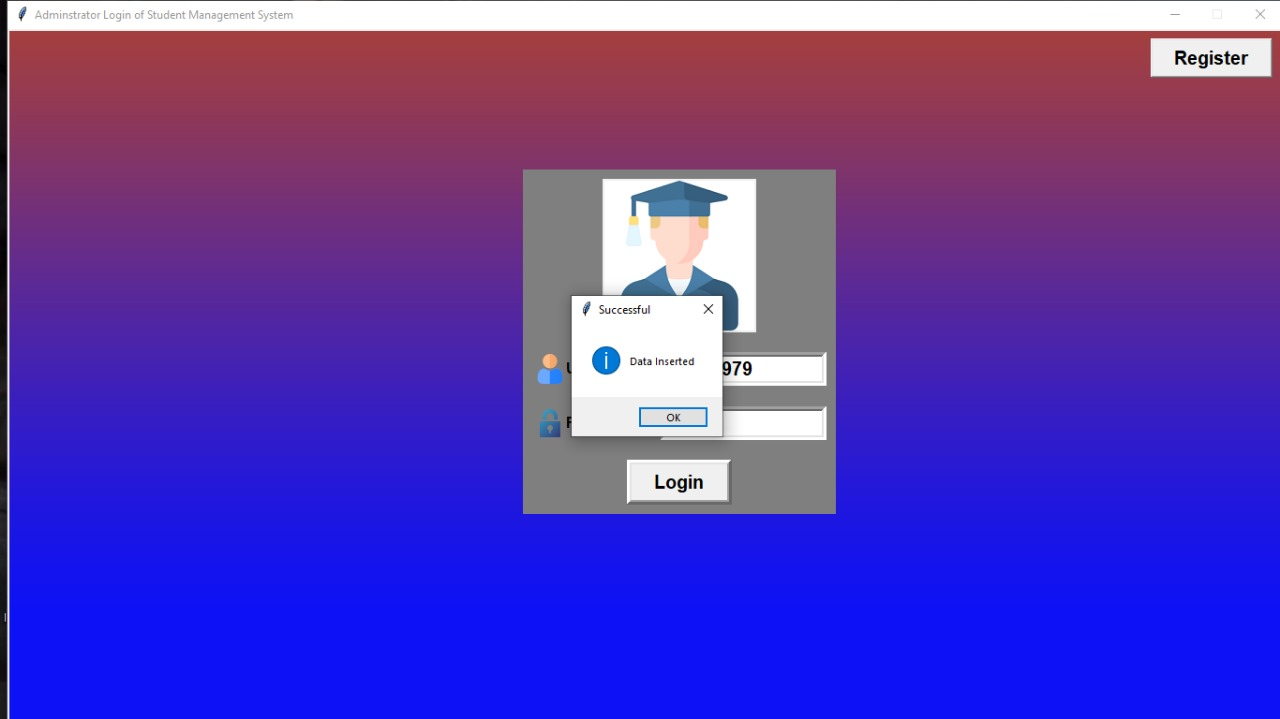 Adminstrator Login of Student Management System
Register
Successful
Data Inserted
979
OK
Login